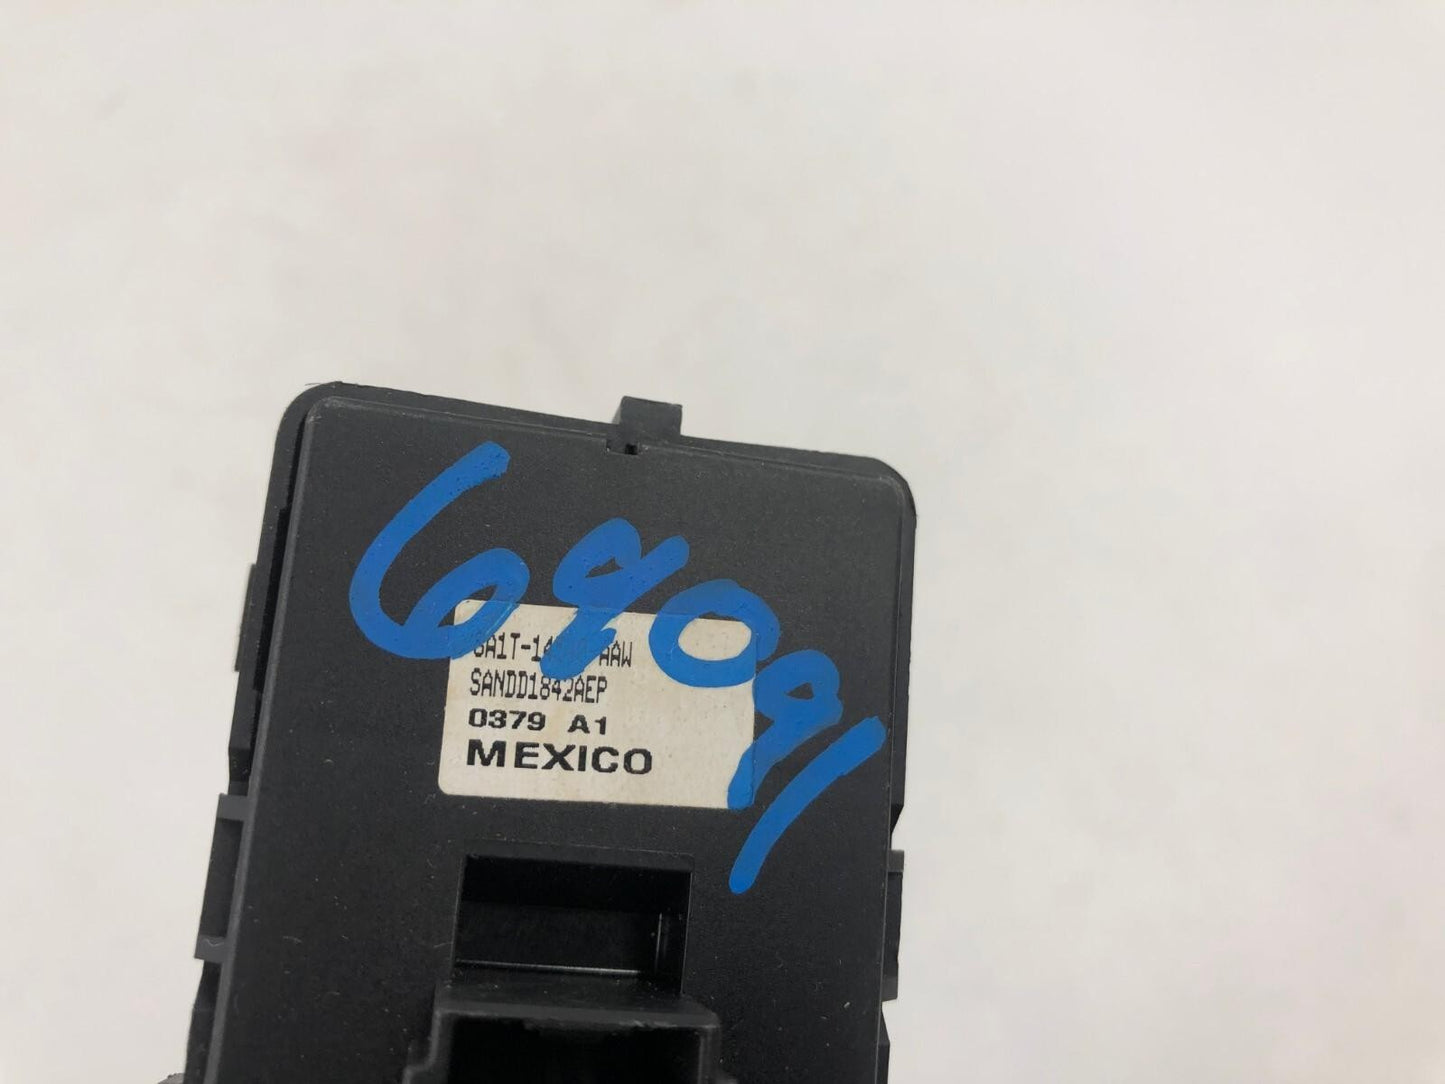 68091
SANDD1842AEP
0379 A1
MEXICO